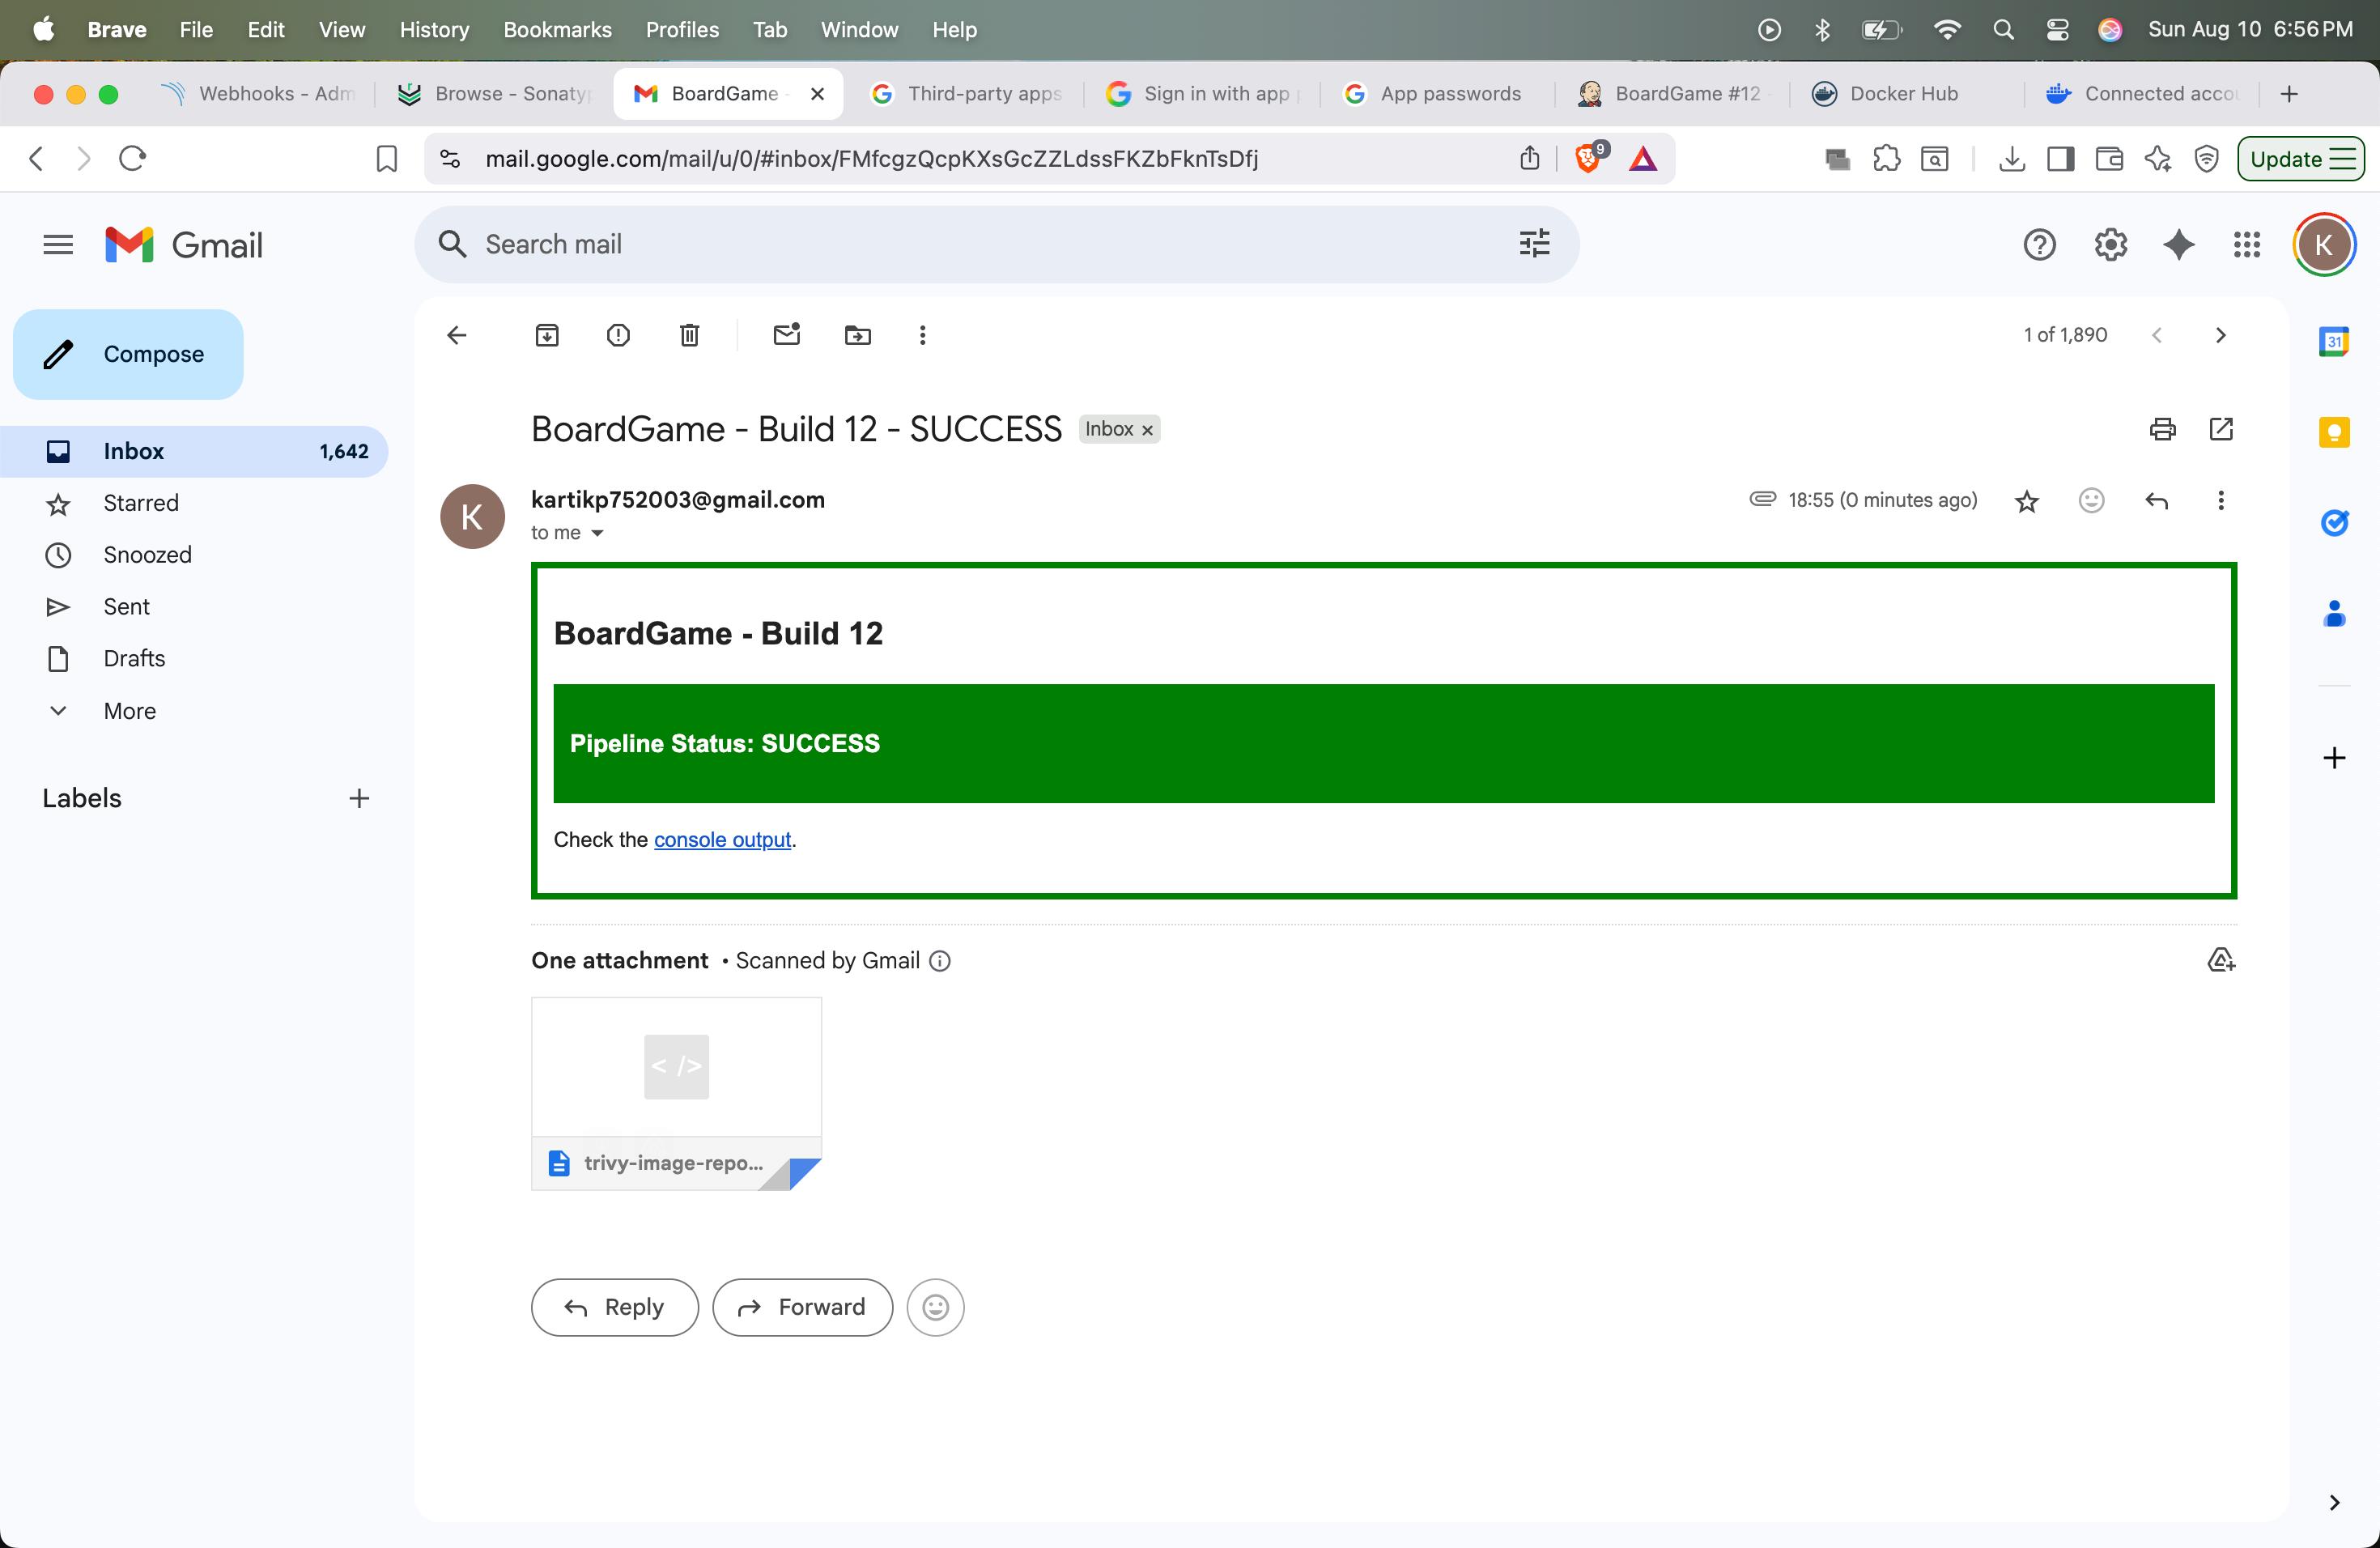 Brave File Edit View History Bookmarks Profiles Tab Window Help Sun Aug 10 6:56 PM
Webhooks - Adm Browse - Sonaty BoardGame - Third-party apps Sign in with app App passwords BoardGame #12 - Docker Hub Connected acco
mail.google.com/mail/u/0/#inbox/FMfcgzQcpKXsGcZZLdssFKZbFknTsDfj 9 Update
Gmail Search mail K
Compose
1 of 1,890 31
BoardGame - Build 12 - SUCCESS Inbox
Inbox 1,642
Starred
Snoozed
Sent
Drafts
More
Labels
K kartikp752003@gmail.com 18:55 (0 minutes ago)
to me
BoardGame - Build 12
Pipeline Status: SUCCESS
Check the console output.
One attachment • Scanned by Gmail
< />
trivy-image-repo...
Reply Forward